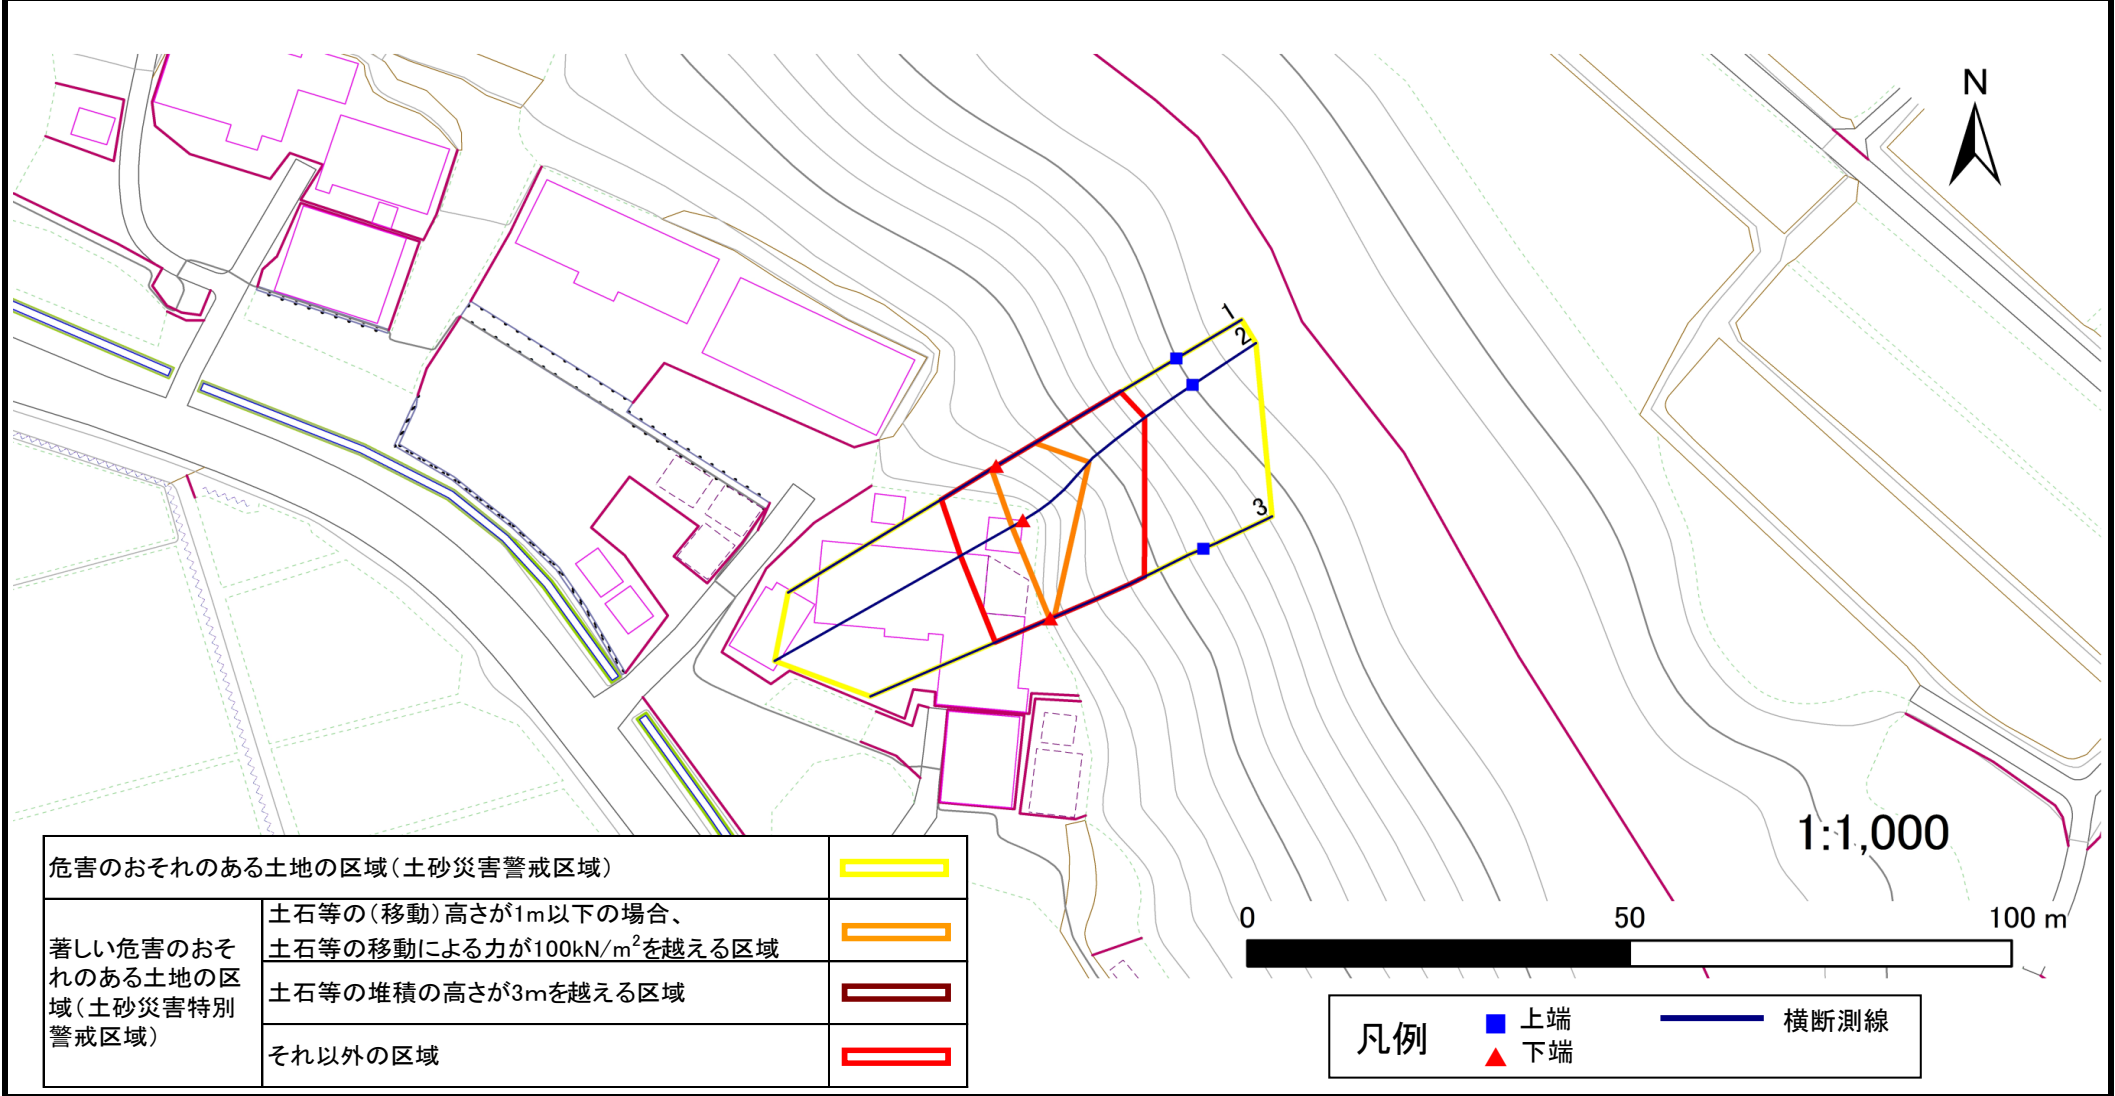 N
1
2
3
1:1,000
0 50 100 m
危害のおそれのある土地の区域(土砂災害警戒区域)
著しい危害のおそ
れのある土地の区
域(土砂災害特別
警戒区域)
土石等の(移動)高さが1m以下の場合、
土石等の移動による力が100kN/m²を越える区域
土石等の堆積の高さが3mを越える区域
それ以外の区域
凡例
上端
下端
横断測線